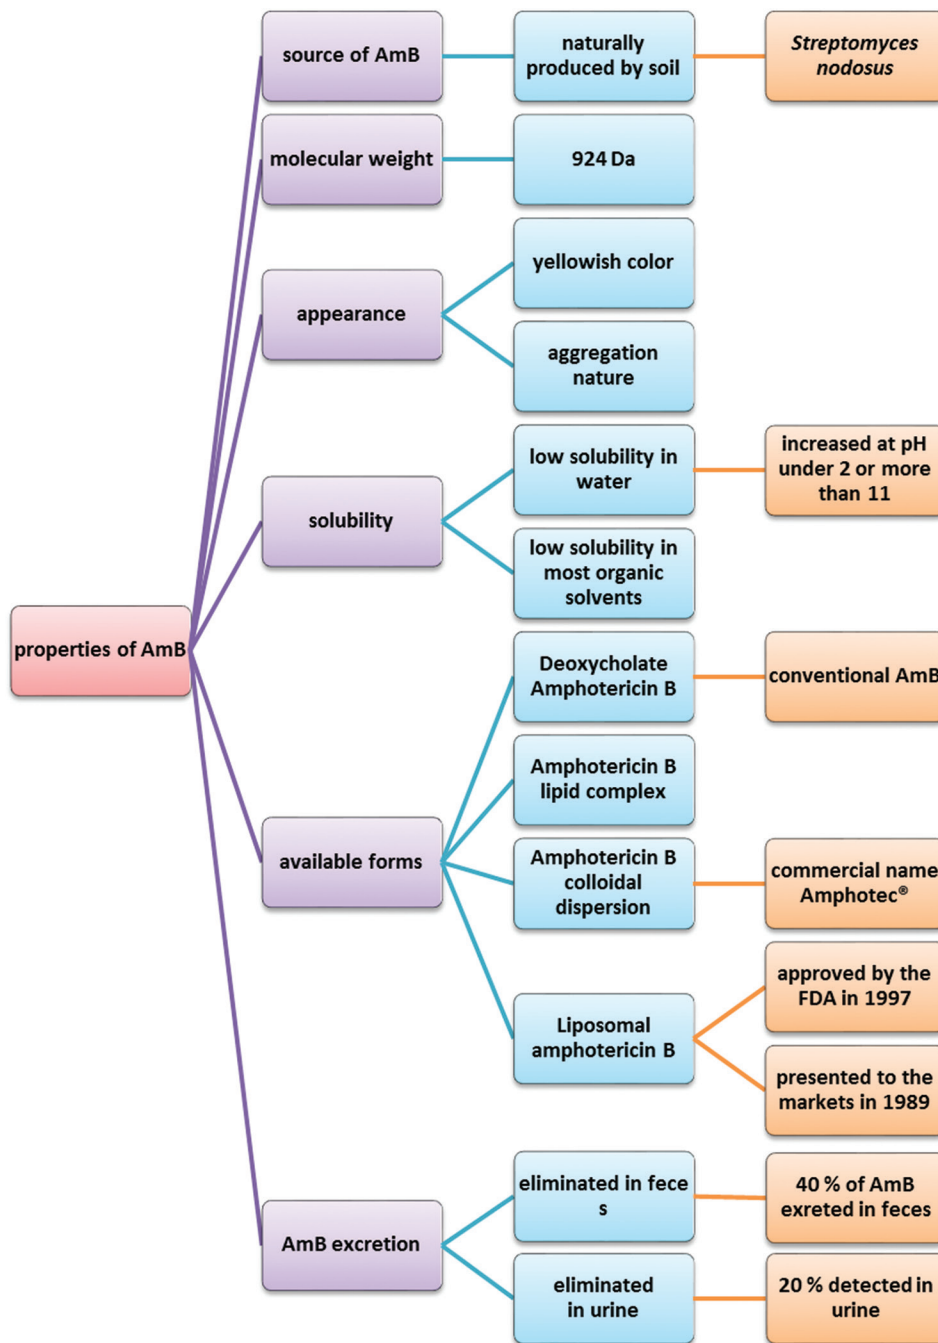 source of AmB
naturally
produced by soil
Streptomyces
nodosus
molecular weight
924 Da
appearance
yellowish color
aggregation
nature
solubility
low solubility in
water
increased at pH
under 2 or more
than 11
low solubility in
most organic
solvents
properties of AmB
available forms
Deoxycholate
Amphotericin B
conventional AmB
Amphotericin B
lipid complex
Amphotericin B
colloidal
dispersion
commercial name
Amphotec®
Liposomal
amphotericin B
approved by the
FDA in 1997
presented to the
markets in 1989
AmB excretion
eliminated in fece
s
40 % of AmB
exreted in feces
eliminated
in urine
20 % detected in
urine